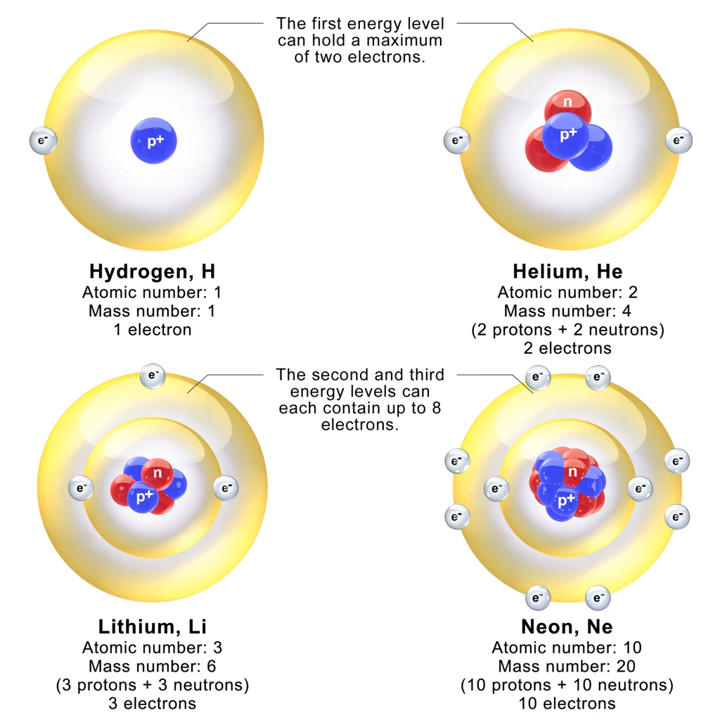 The first energy level
can hold a maximum
of two electrons.
e-
p+
e-
n
p+
e-
Hydrogen, H
Atomic number: 1
Mass number: 1
1 electron
Helium, He
Atomic number: 2
Mass number: 4
(2 protons + 2 neutrons)
2 electrons
The second and third
energy levels can
each contain up to 8
electrons.
e-
e-
n
p+
e-
e-
e-
e-
e-
e-
n
p+
e-
e-
e-
e-
e-
Lithium, Li
Atomic number: 3
Mass number: 6
(3 protons + 3 neutrons)
3 electrons
Neon, Ne
Atomic number: 10
Mass number: 20
(10 protons + 10 neutrons)
10 electrons